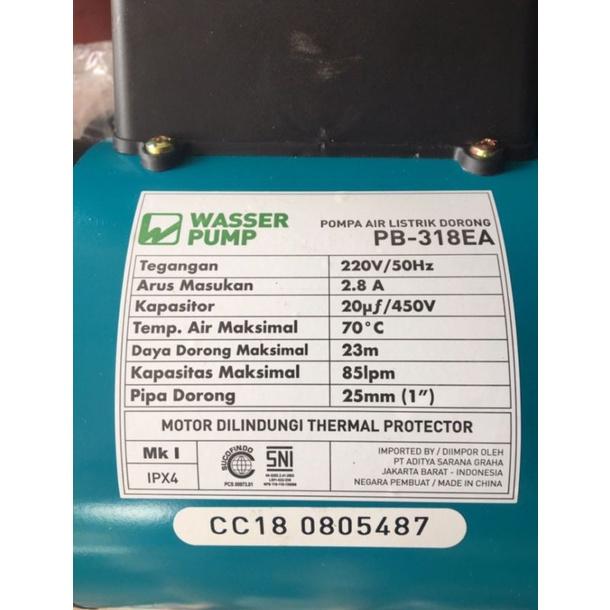 WASSER
PUMP
POMPA AIR LISTRIK DORONG
PB-318EA
Tegangan 220V/50Hz
Arus Masukan 2.8 A
Kapasitor 20µƒ/450V
Temp. Air Maksimal 70°C
Daya Dorong Maksimal 23m
Kapasitas Maksimal 85lpm
Pipa Dorong 25mm (1”)
MOTOR DILINDUNGI THERMAL PROTECTOR
Mk I
IPX4
SUCOFINDO
SNI
IMPORTED BY / DIIMPOR OLEH
PT ADITYA SARANA GRAHA
JAKARTA BARAT - INDONESIA
NEGARA PEMBUAT / MADE IN CHINA
CC18 0805487